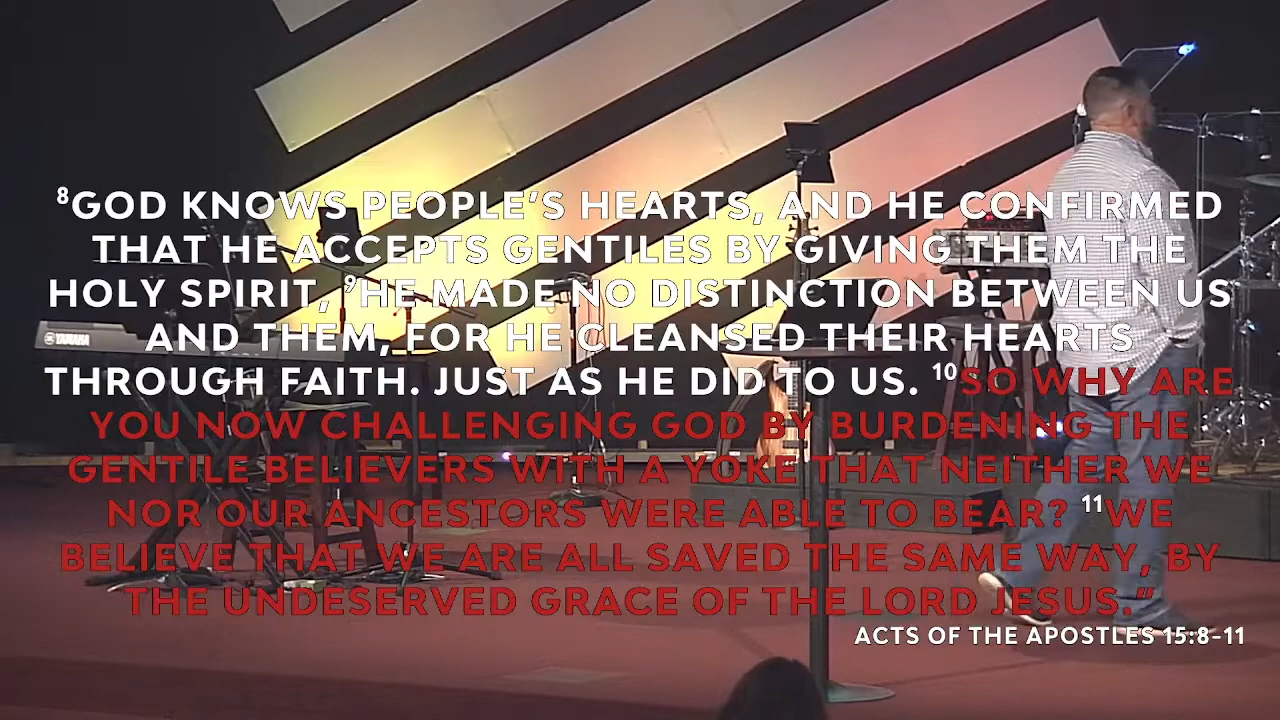 ⁸GOD KNOWS PEOPLE'S HEARTS, AND HE CONFIRMED
THAT HE ACCEPTS GENTILES BY GIVING THEM THE
HOLY SPIRIT, ⁹HE MADE NO DISTINCTION BETWEEN US
AND THEM, FOR HE CLEANSED THEIR HEARTS
THROUGH FAITH. JUST AS HE DID TO US. ¹⁰SO WHY ARE
YOU NOW CHALLENGING GOD BY BURDENING THE
GENTILE BELIEVERS WITH A YOKE THAT NEITHER WE
NOR OUR ANCESTORS WERE ABLE TO BEAR? ¹¹WE
BELIEVE THAT WE ARE ALL SAVED THE SAME WAY, BY
THE UNDESERVED GRACE OF THE LORD JESUS."
ACTS OF THE APOSTLES 15:8-11
YAMAHA